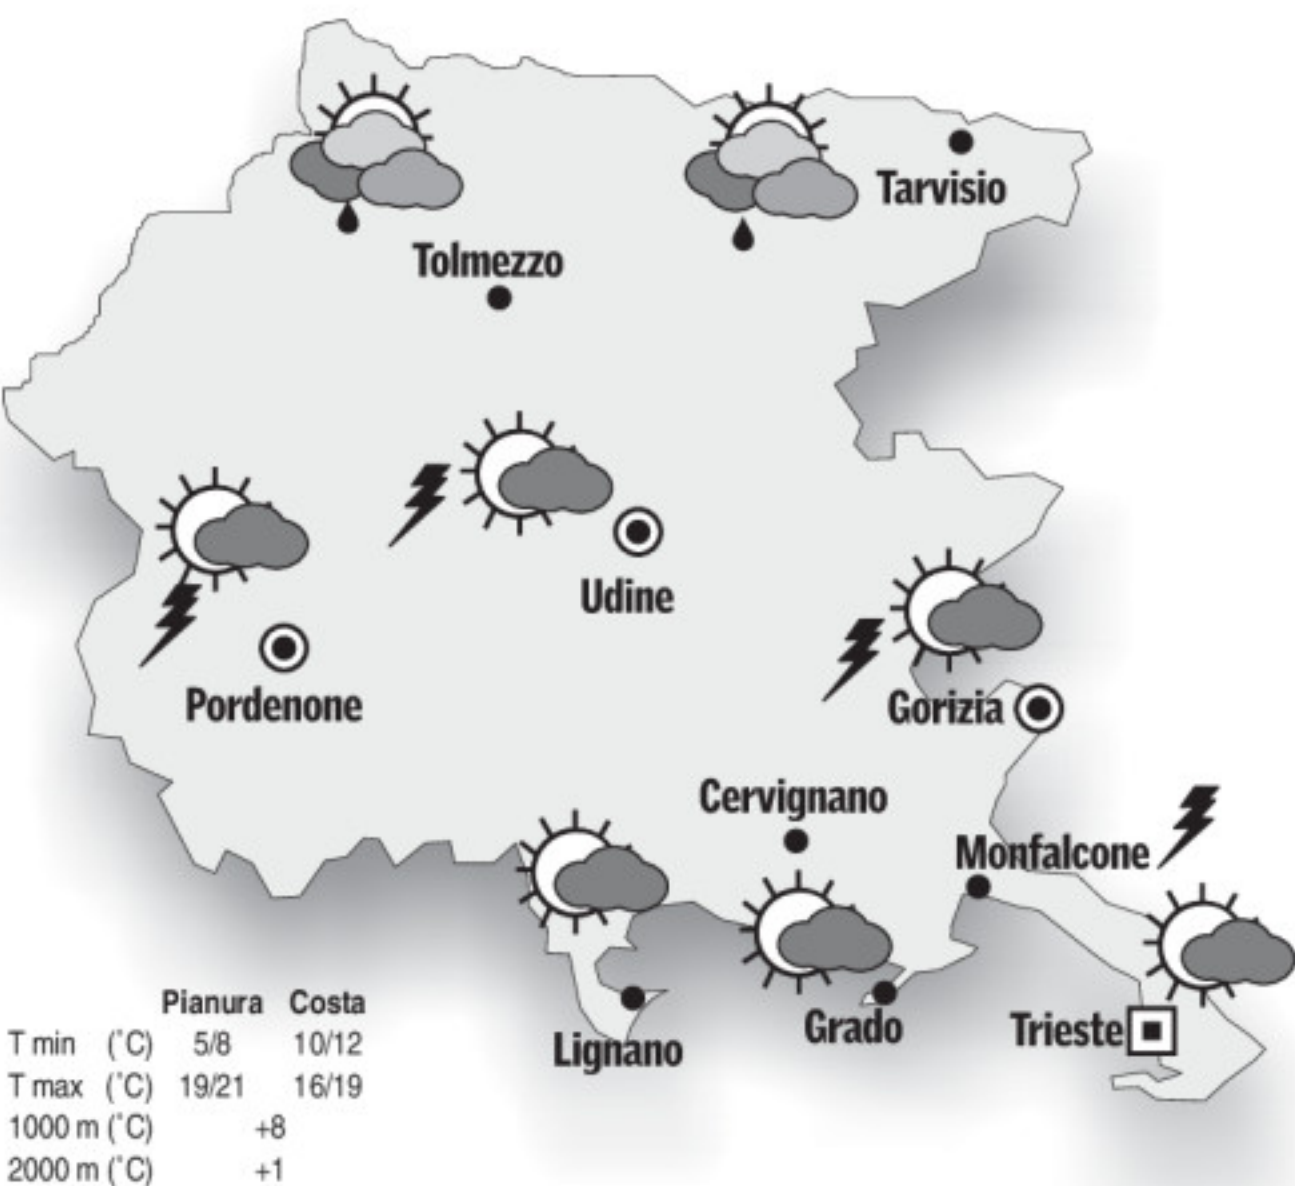 Tarvisio
Tolmezzo
Udine
Pordenone
Gorizia
Cervignano
Monfalcone
Grado
Trieste
Lignano
Pianura Costa
T min (˚C) 5/8 10/12
T max (˚C) 19/21 16/19
1000 m (˚C) +8
2000 m (˚C) +1